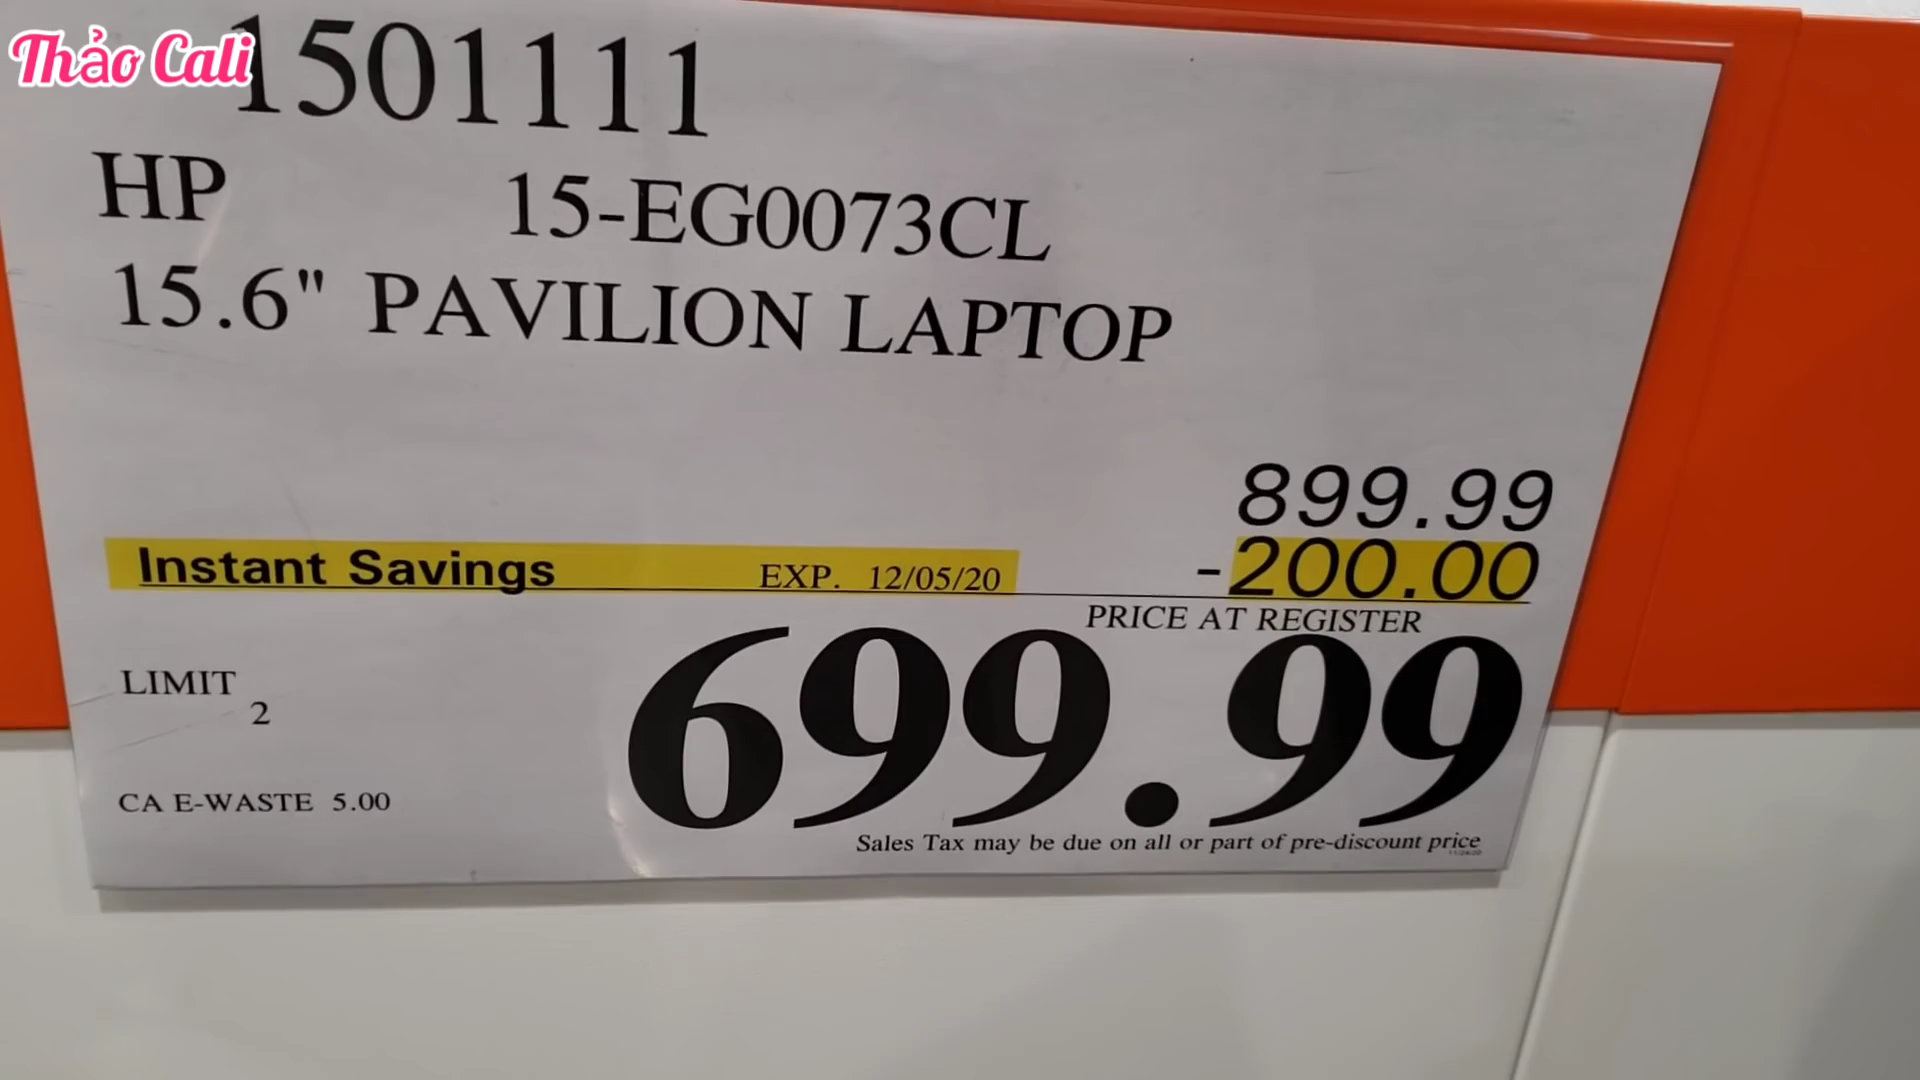 Thảo Cali
1501111
HP 15-EG0073CL
15.6" PAVILION LAPTOP
899.99
Instant Savings EXP. 12/05/20 -200.00
PRICE AT REGISTER
699.99
LIMIT
2
CA E-WASTE 5.00
Sales Tax may be due on all or part of pre-discount price